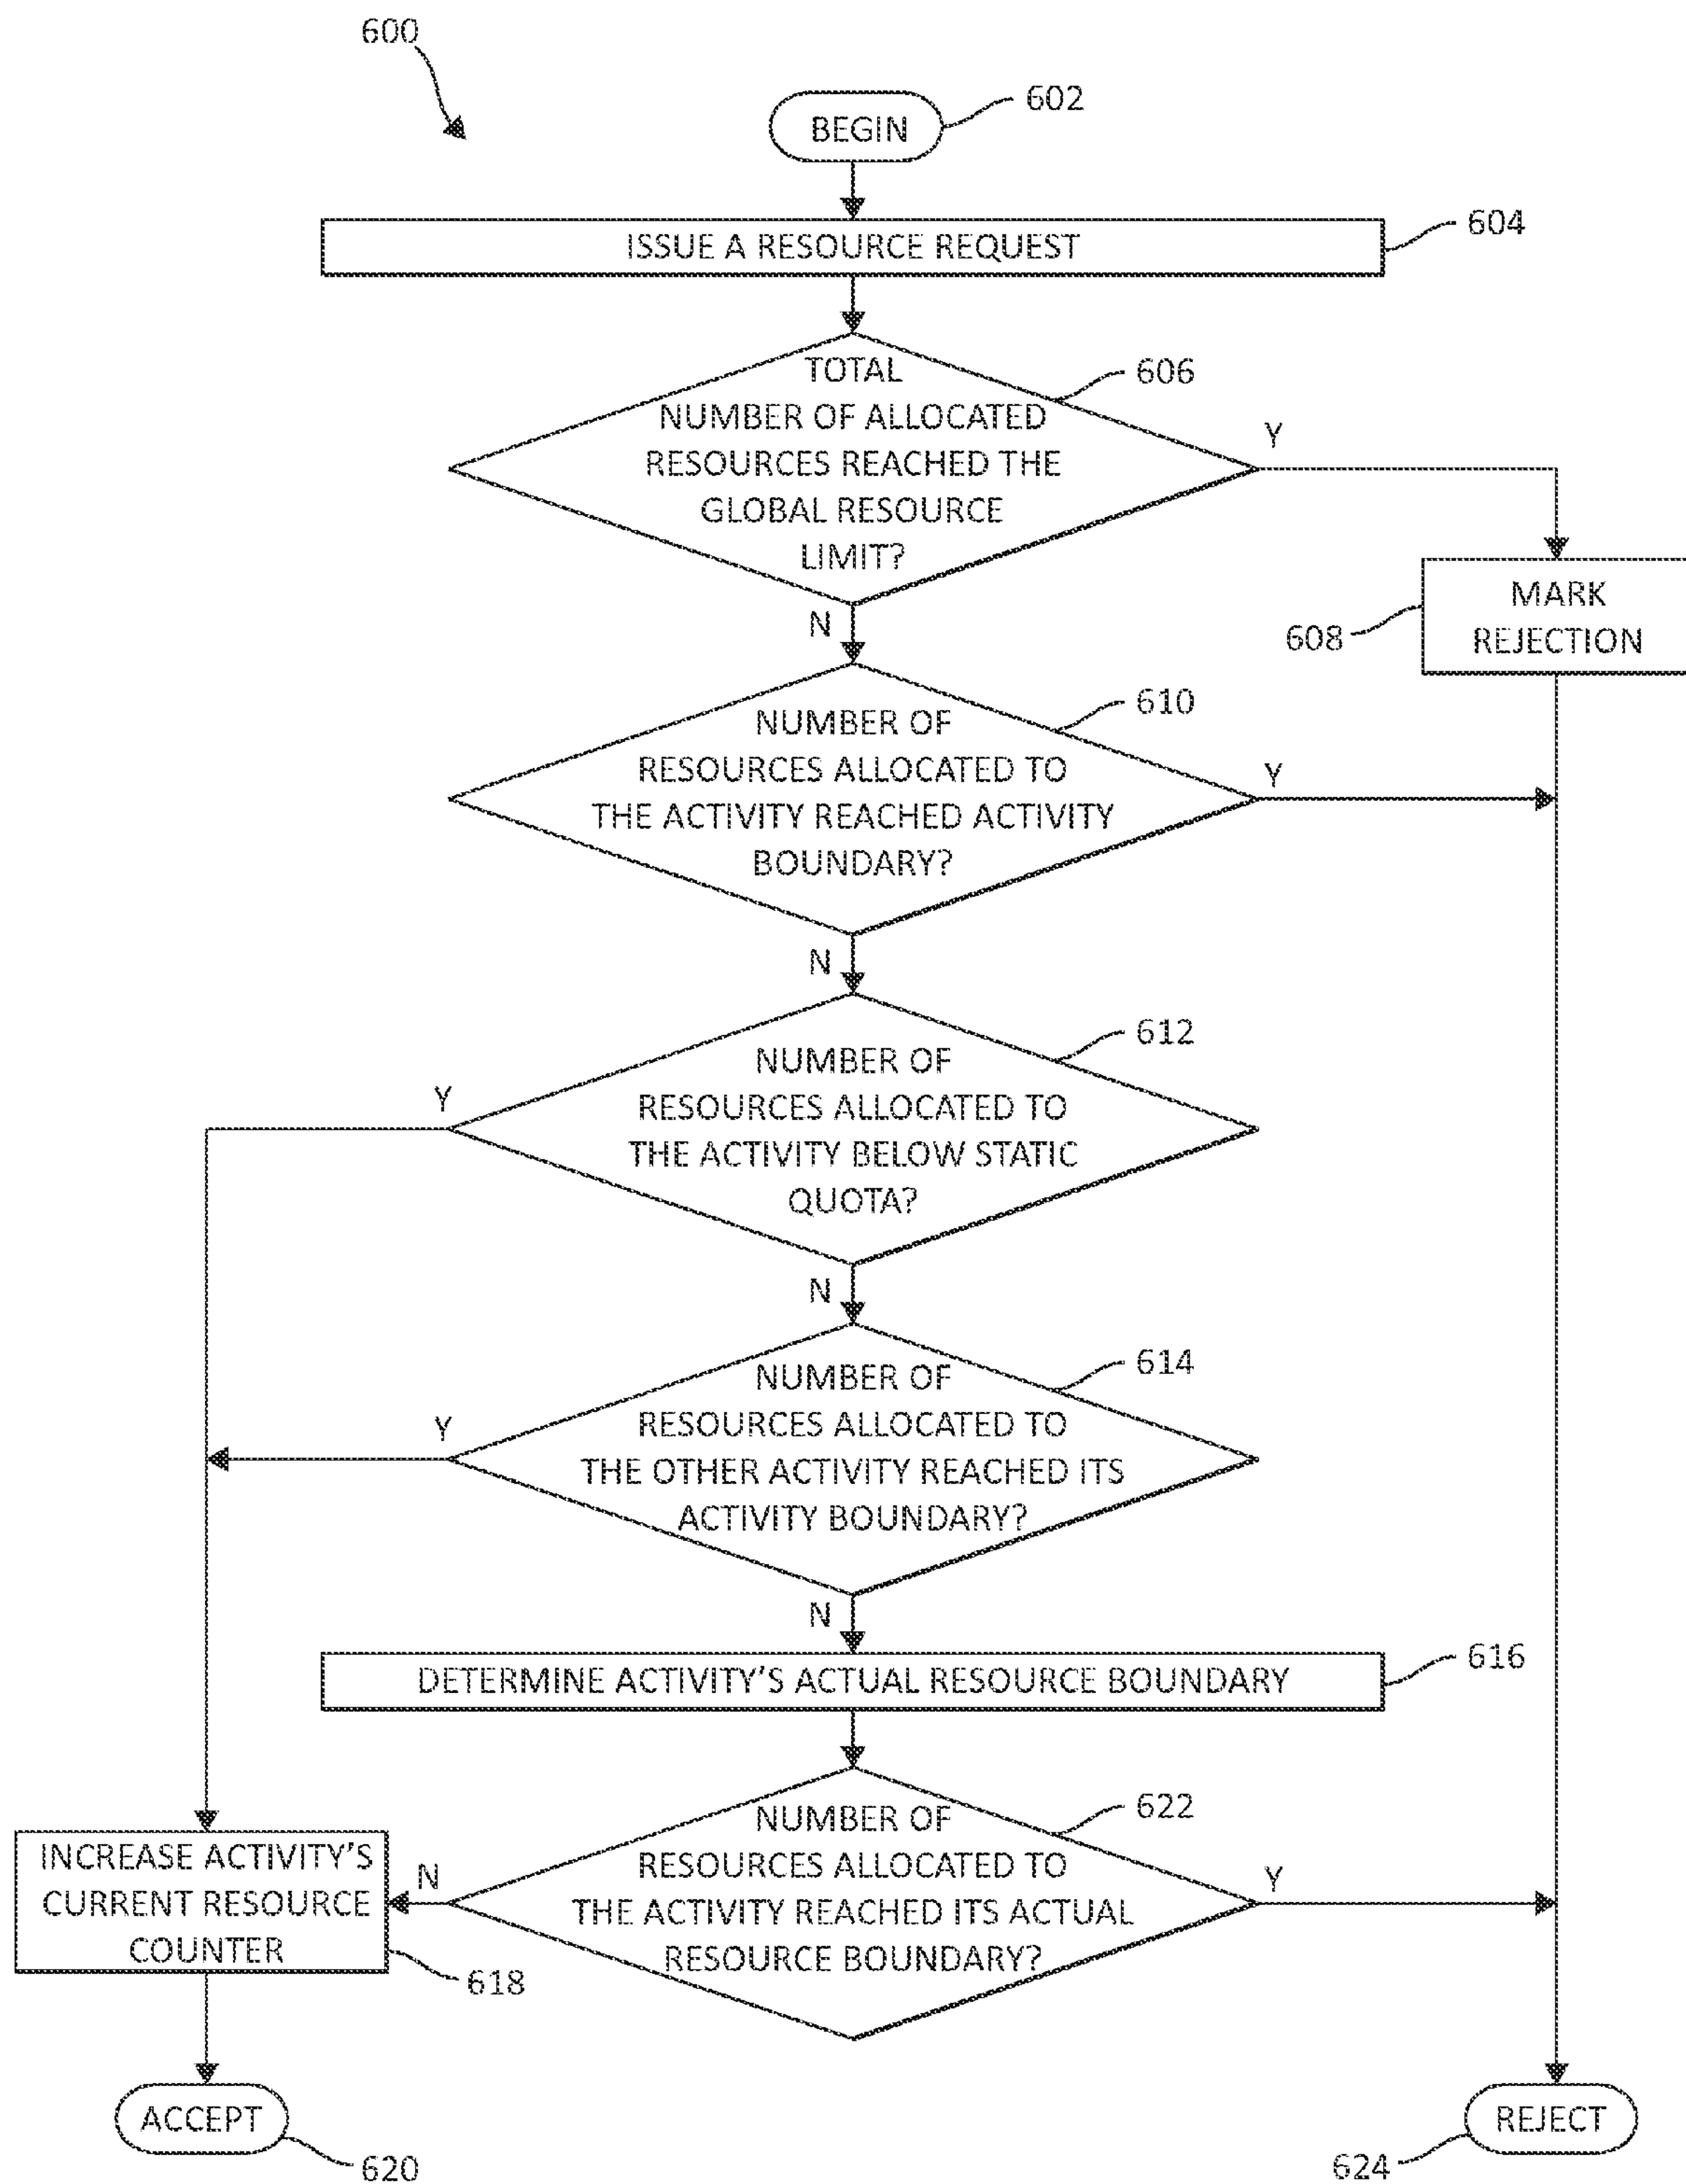 600
602
BEGIN
604
ISSUE A RESOURCE REQUEST
606
TOTAL
NUMBER OF ALLOCATED
RESOURCES REACHED THE
GLOBAL RESOURCE
LIMIT?
Y
N
608
MARK
REJECTION
610
NUMBER OF
RESOURCES ALLOCATED TO
THE ACTIVITY REACHED ACTIVITY
BOUNDARY?
Y
N
612
NUMBER OF
RESOURCES ALLOCATED TO
THE ACTIVITY BELOW STATIC
QUOTA?
Y
N
614
NUMBER OF
RESOURCES ALLOCATED TO
THE OTHER ACTIVITY REACHED ITS
ACTIVITY BOUNDARY?
Y
N
616
DETERMINE ACTIVITY'S ACTUAL RESOURCE BOUNDARY
622
NUMBER OF
RESOURCES ALLOCATED TO
THE ACTIVITY REACHED ITS ACTUAL
RESOURCE BOUNDARY?
N
Y
INCREASE ACTIVITY'S
CURRENT RESOURCE
COUNTER
618
ACCEPT
620
REJECT
624